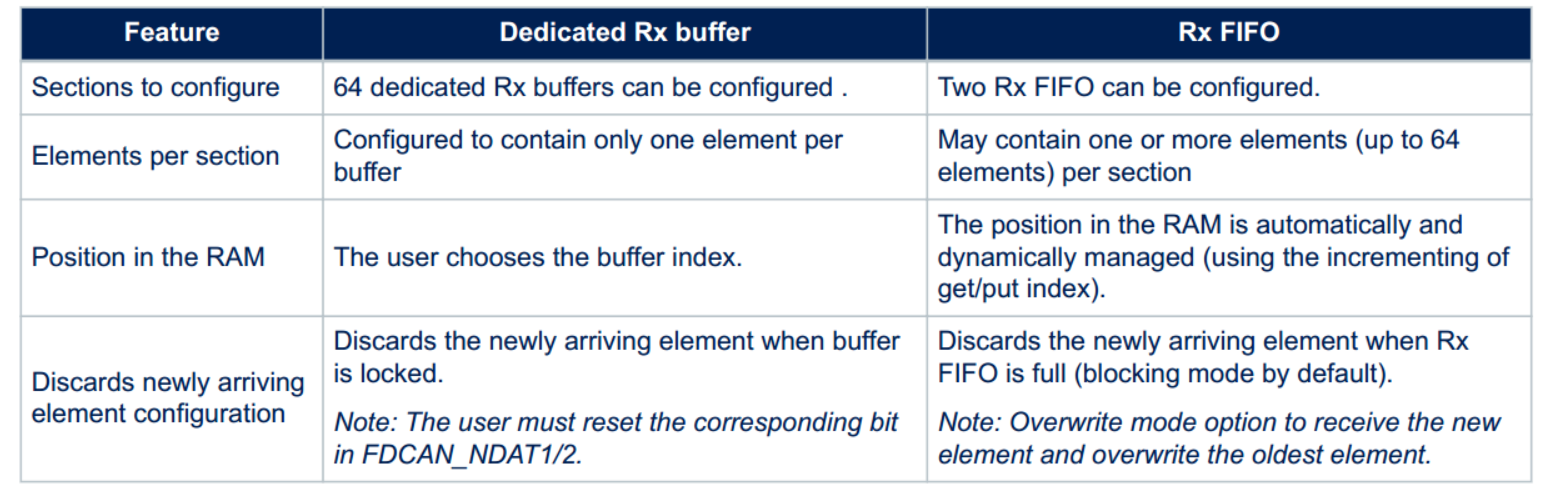 Feature
Dedicated Rx buffer
Rx FIFO
Sections to configure
64 dedicated Rx buffers can be configured .
Two Rx FIFO can be configured.
Elements per section
Configured to contain only one element per
buffer
May contain one or more elements (up to 64
elements) per section
Position in the RAM
The user chooses the buffer index.
The position in the RAM is automatically and
dynamically managed (using the incrementing of
get/put index).
Discards newly arriving
element configuration
Discards the newly arriving element when buffer
is locked.
Note: The user must reset the corresponding bit
in FDCAN_NDAT1/2.
Discards the newly arriving element when Rx
FIFO is full (blocking mode by default).
Note: Overwrite mode option to receive the new
element and overwrite the oldest element.